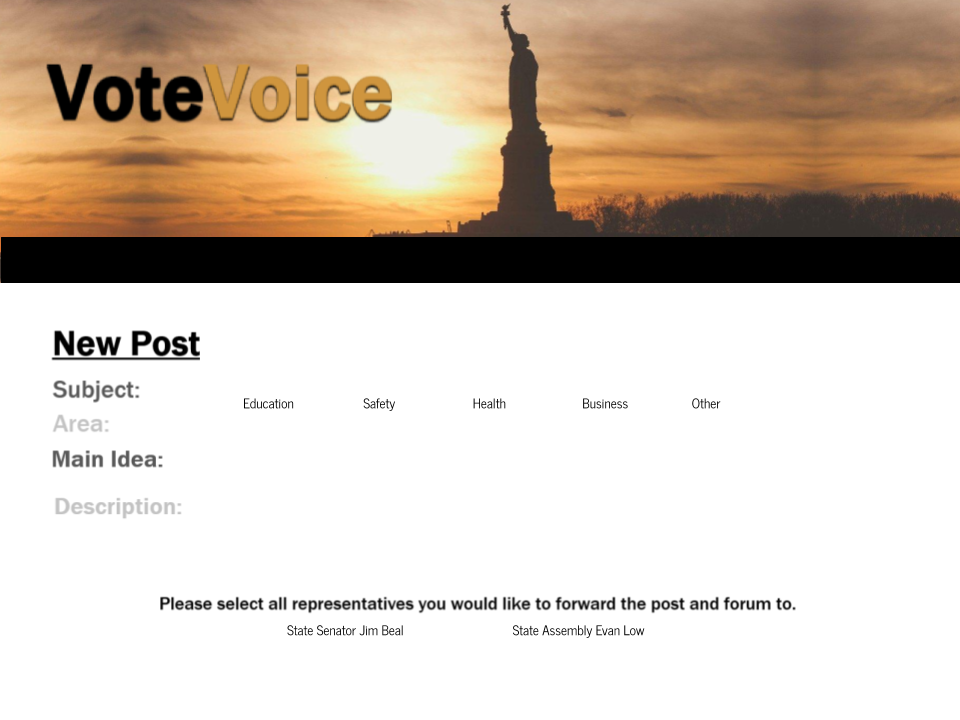 VoteVoice
New Post
Subject:
Education Safety Health Business Other
Area:
Main Idea:
Description:
Please select all representatives you would like to forward the post and forum to.
State Senator Jim Beal State Assembly Evan Low